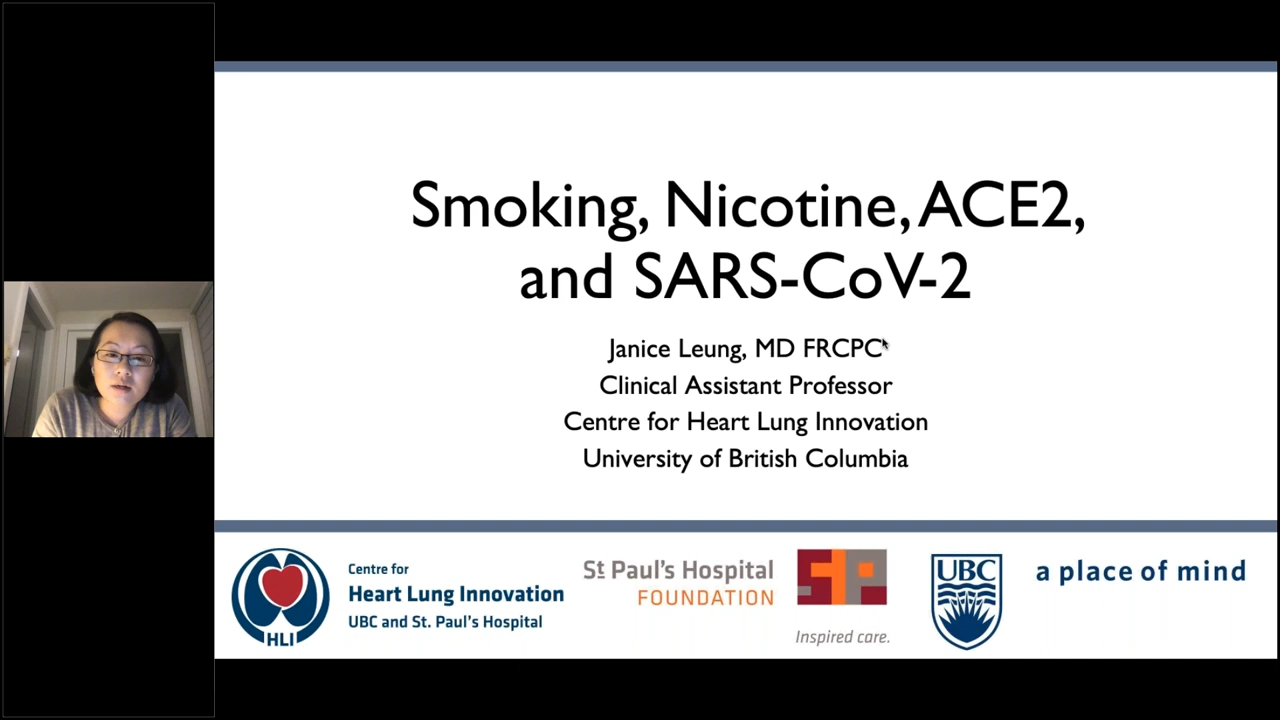 Smoking, Nicotine, ACE2,
and SARS-CoV-2
Janice Leung, MD FRCPC
Clinical Assistant Professor
Centre for Heart Lung Innovation
University of British Columbia
Centre for
Heart Lung Innovation
UBC and St. Paul's Hospital
HLI
St Paul's Hospital
FOUNDATION
SP
Inspired care.
UBC
a place of mind